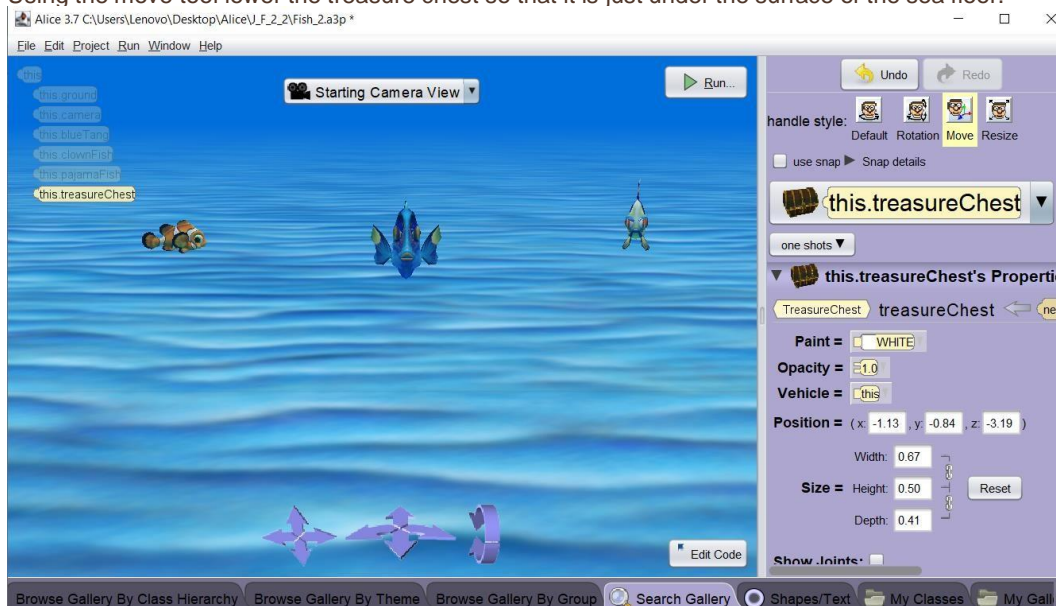 Using the move tool lower the treasure chest so that it is just under the surface of the sea floor.
Alice 3.7 C:\Users\Lenovo\Desktop\Alice\J_F_2_2\Fish_2.a3p *
File Edit Project Run Window Help
this
this.ground
this.camera
this.blueTang
this.clownFish
this.pajamaFish
this.treasureChest
Starting Camera View
Run...
Undo Redo
handle style:
Default Rotation Move Resize
use snap Snap details
this.treasureChest
one shots
this.treasureChest's Properti
TreasureChest treasureChest ne
Paint = WHITE
Opacity = 1.0
Vehicle = this
Position = ( x: -1.13 , y: -0.84 , z: -3.19 )
Width: 0.67
Size = Height: 0.50 Reset
Depth: 0.41
Show Joints:
Edit Code
Browse Gallery By Class Hierarchy Browse Gallery By Theme Browse Gallery By Group Search Gallery Shapes/Text My Classes My Gall